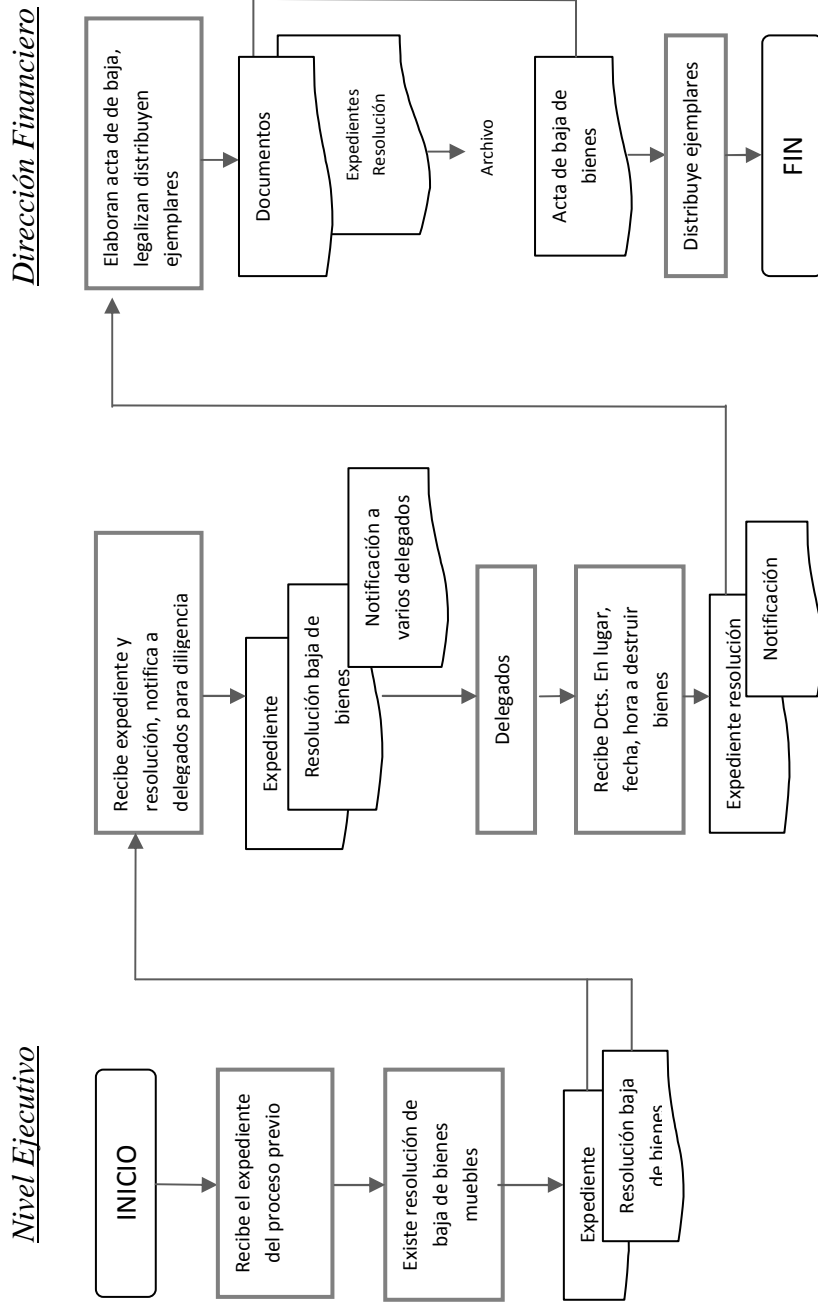 Nivel Ejecutivo
INICIO
Recibe el expediente
del proceso previo
Existe resolución de
baja de bienes
muebles
Expediente
Resolución baja
de bienes
Recibe expediente y
resolución, notifica a
delegados para diligencia
Expediente
Resolución baja de
bienes
Notificación a
varios delegados
Delegados
Recibe Dcts. En lugar,
fecha, hora a destruir
bienes
Expediente resolución
Notificación
Dirección Financiero
Elaboran acta de de baja,
legalizan distribuyen
ejemplares
Documentos
Expedientes
Resolución
Archivo
Acta de baja de
bienes
Distribuye ejemplares
FIN